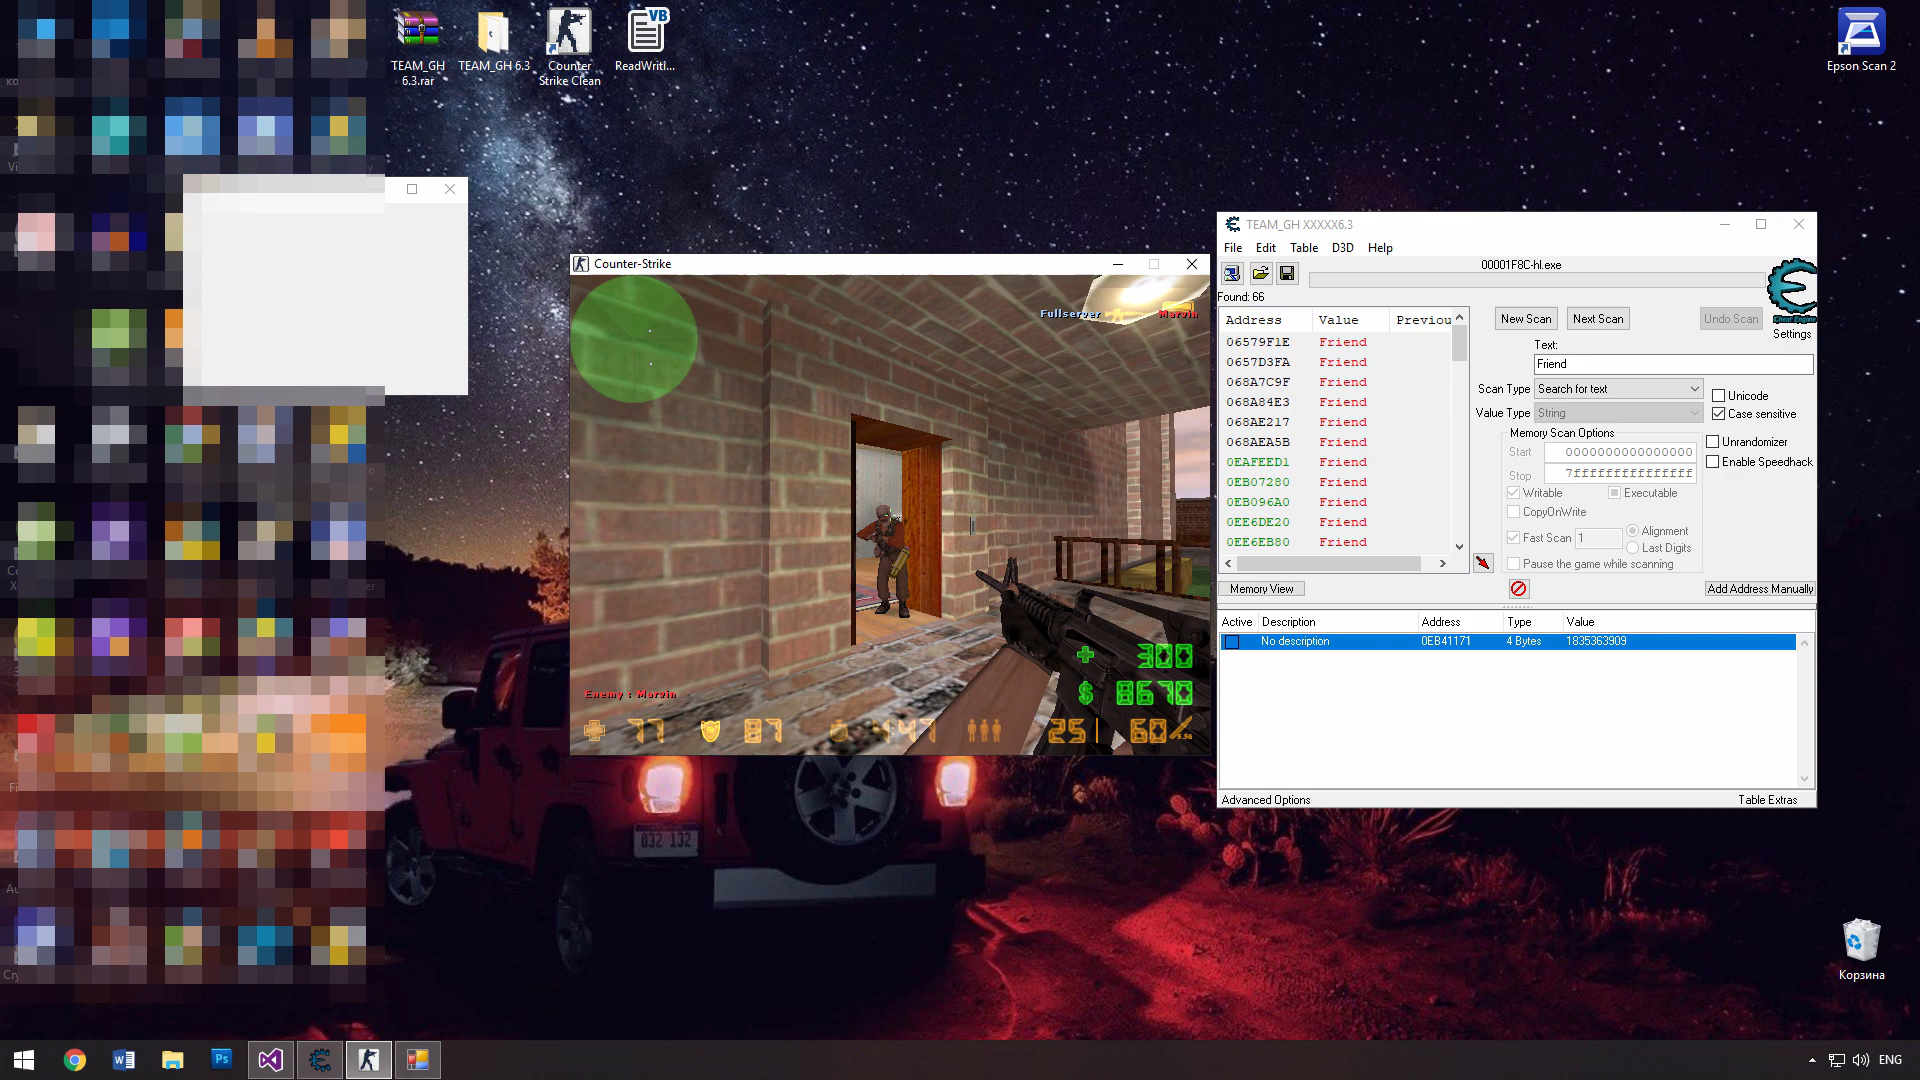 TEAM_GH
6.3.rar
TEAM_GH 6.3
Counter
Strike Clean
ReadWritI...
VB
Epson Scan 2
Counter-Strike
Fullserver
Marvin
Enemy : Marvin
300
$ 8670
77
87
25
60
TEAM_GH XXXXX6.3
File Edit Table D3D Help
00001F8C-hl.exe
Found: 66
Address Value Previou
06579F1E Friend
0657D3FA Friend
068A7C9F Friend
068A84E3 Friend
068AE217 Friend
068AEA5B Friend
0EAFEED1 Friend
0EB07280 Friend
0EB096A0 Friend
0EE6DE20 Friend
0EE6EB80 Friend
New Scan Next Scan Undo Scan
Cheat Engine
Settings
Text:
Friend
Scan Type Search for text
Value Type String
Unicode
Case sensitive
Memory Scan Options
Start 0000000000000000
Stop 7fffffffffffffff
Writable Executable
CopyOnWrite
Fast Scan 1
Alignment
Last Digits
Pause the game while scanning
Unrandomizer
Enable Speedhack
Memory View
Add Address Manually
Active Description Address Type Value
No description 0EB41171 4 Bytes 1835363909
Advanced Options
Table Extras
Корзина
Ps
ENG